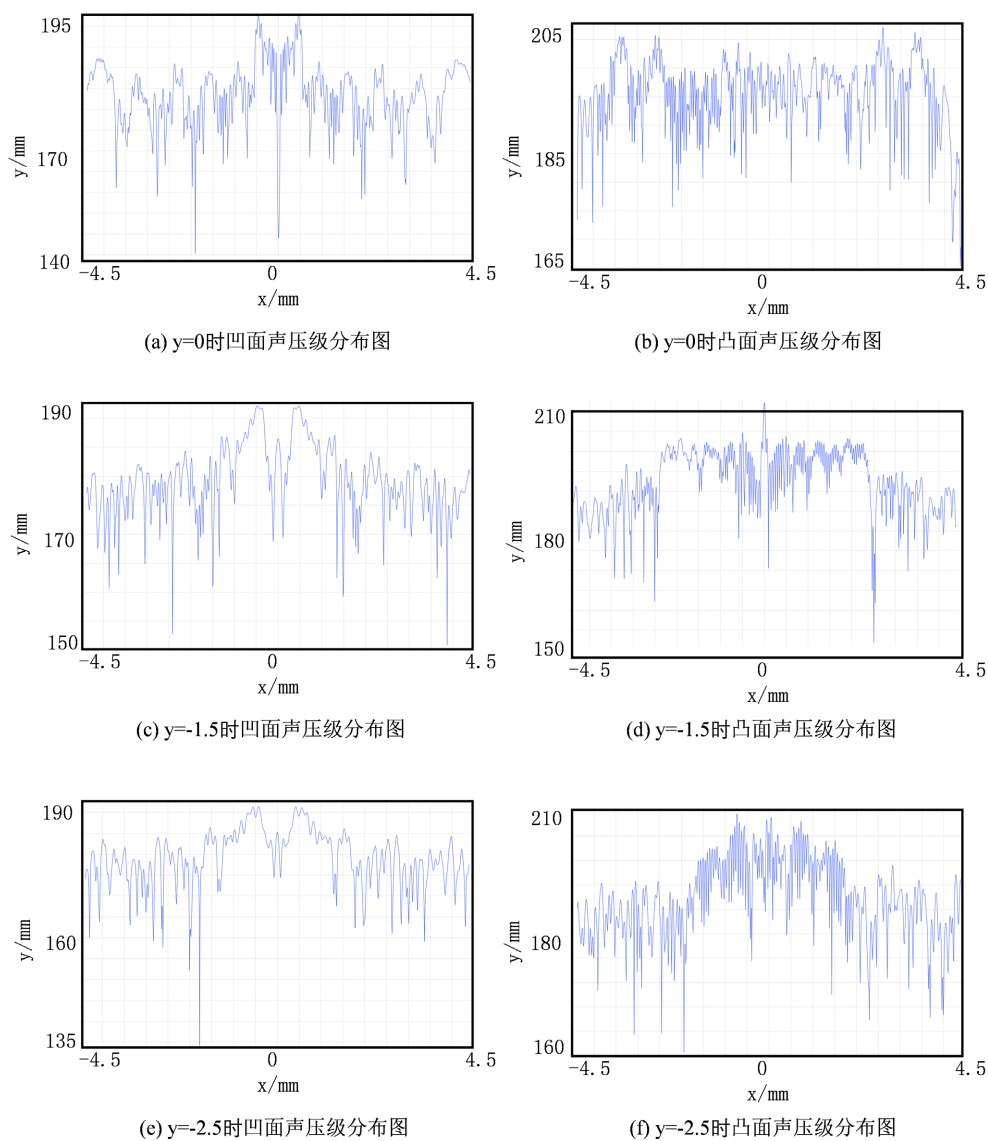 195
170
140
y/mm
-4.5
0
4.5
x/mm
(a) y=0时凹面声压级分布图
205
185
165
y/mm
-4.5
0
4.5
x/mm
(b) y=0时凸面声压级分布图
190
170
150
y/mm
-4.5
0
4.5
x/mm
(c) y=-1.5时凹面声压级分布图
210
180
150
y/mm
-4.5
0
4.5
x/mm
(d) y=-1.5时凸面声压级分布图
190
160
135
y/mm
-4.5
0
4.5
x/mm
(e) y=-2.5时凹面声压级分布图
210
180
160
y/mm
-4.5
0
4.5
x/mm
(f) y=-2.5时凸面声压级分布图